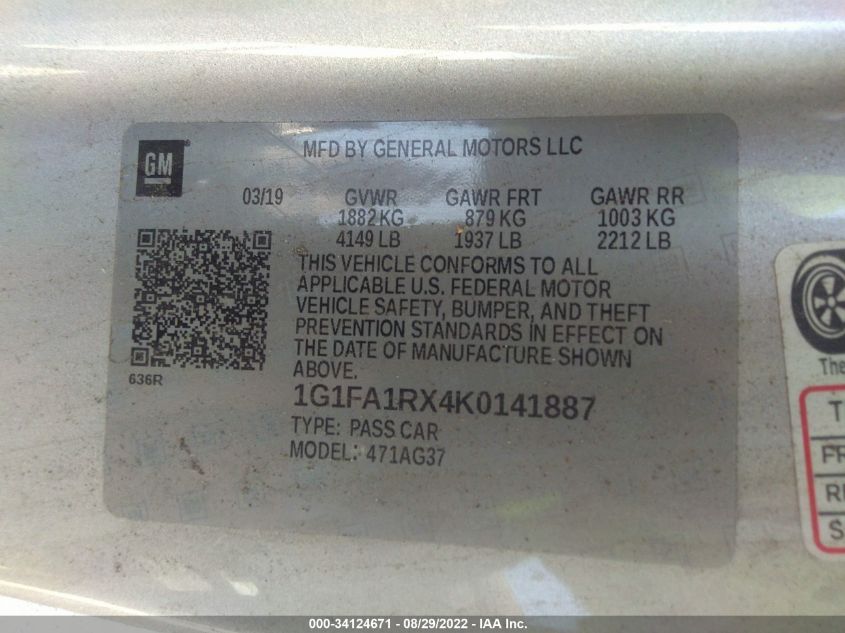 GM
MFD BY GENERAL MOTORS LLC
03/19 GVWR GAWR FRT GAWR RR
1882 KG 879 KG 1003 KG
4149 LB 1937 LB 2212 LB
THIS VEHICLE CONFORMS TO ALL
APPLICABLE U.S. FEDERAL MOTOR
VEHICLE SAFETY, BUMPER, AND THEFT
PREVENTION STANDARDS IN EFFECT ON
THE DATE OF MANUFACTURE SHOWN
ABOVE.
636R
1G1FA1RX4K0141887
TYPE: PASS CAR
MODEL: 471AG37
The
T
FR
RE
S
000-34124671 - 08/29/2022 - IAA Inc.